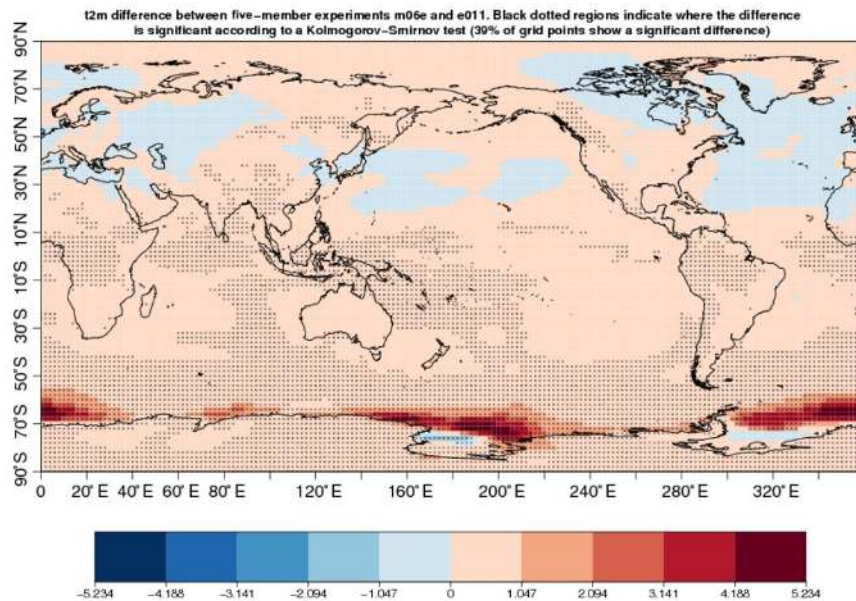 t2m difference between five−member experiments m06e and e011. Black dotted regions indicate where the difference
is significant according to a Kolmogorov−Smirnov test (39% of grid points show a significant difference)
90°N
70°N
50°N
30°N
10°N
10°S
30°S
50°S
70°S
90°S
0 20°E 40°E 60°E 80°E 120°E 160°E 200°E 240°E 280°E 320°E
−5.234 −4.188 −3.141 −2.094 −1.047 0 1.047 2.094 3.141 4.188 5.234